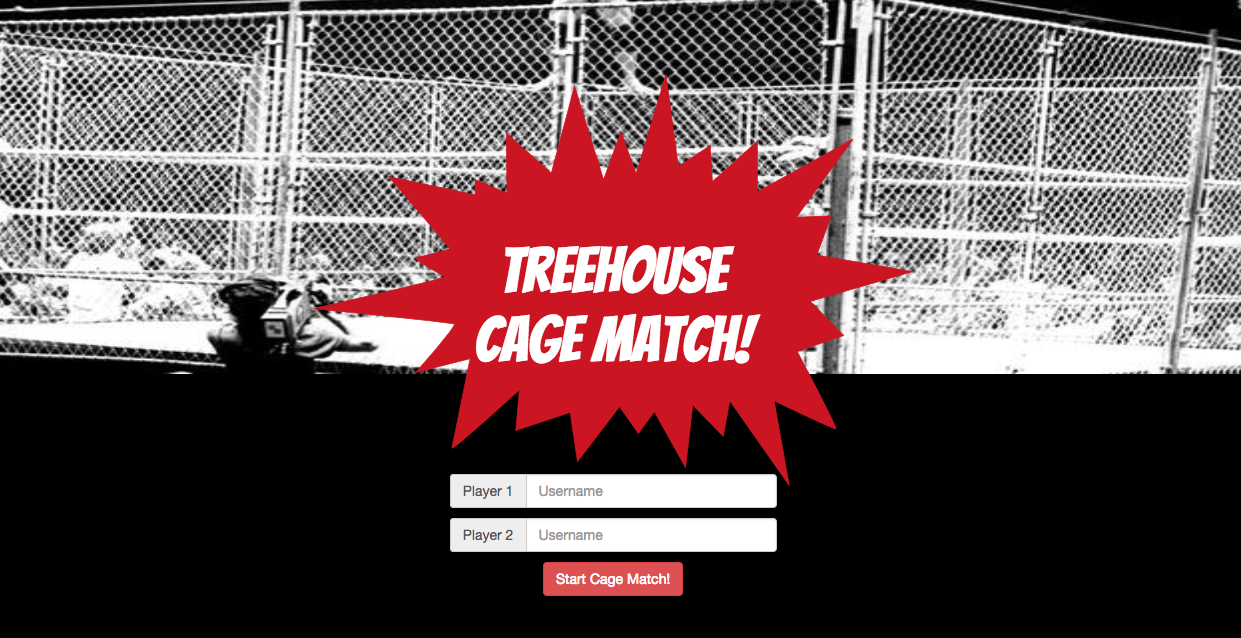 TREEHOUSE
CAGE MATCH!
Player 1 Username
Player 2 Username
Start Cage Match!